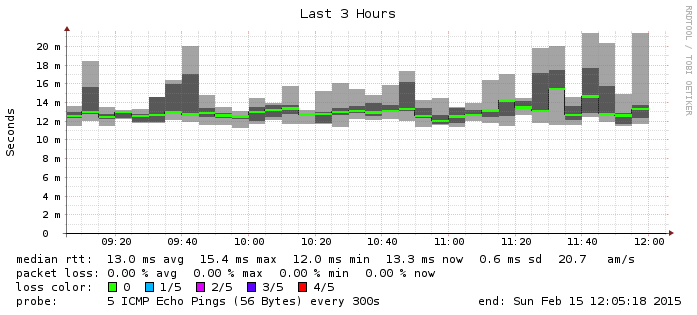 Last 3 Hours
RRDTOOL / TOBI OETIKER
Seconds
20 m
18 m
16 m
14 m
12 m
10 m
8 m
6 m
4 m
2 m
0
09:20 09:40 10:00 10:20 10:40 11:00 11:20 11:40 12:00
median rtt: 13.0 ms avg 15.4 ms max 12.0 ms min 13.3 ms now 0.6 ms sd 20.7 am/s
packet loss: 0.00 % avg 0.00 % max 0.00 % min 0.00 % now
loss color: 0 1/5 2/5 3/5 4/5
probe: 5 ICMP Echo Pings (56 Bytes) every 300s end: Sun Feb 15 12:05:18 2015